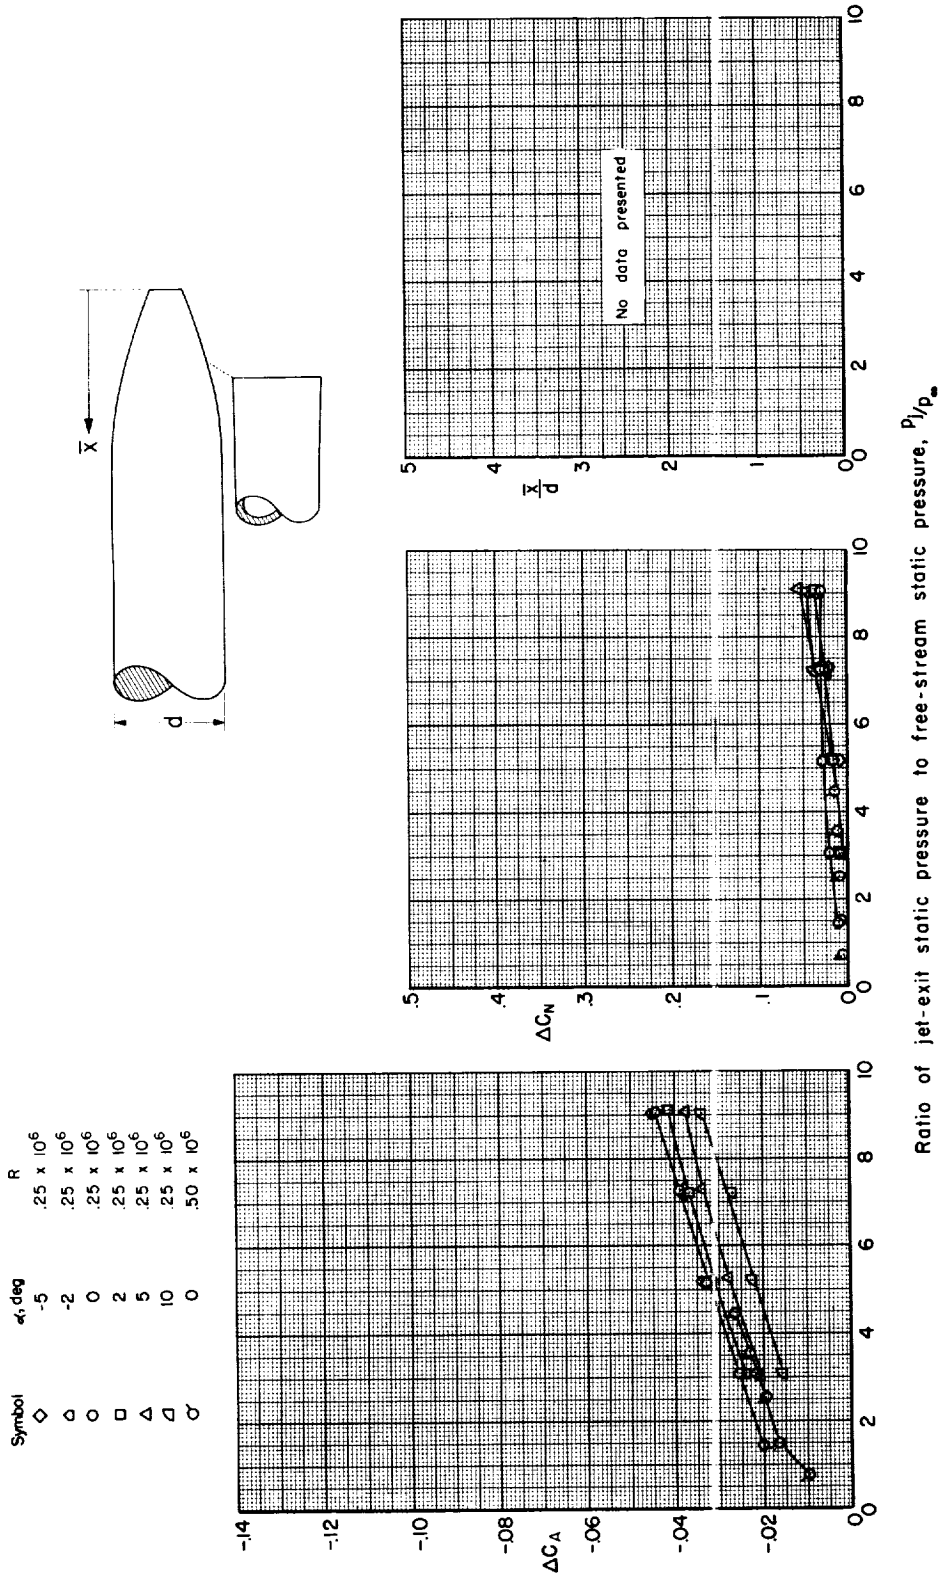 Symbol α, deg R
-5 .25 x 10⁶
-2 .25 x 10⁶
0 .25 x 10⁶
2 .25 x 10⁶
5 .25 x 10⁶
10 .25 x 10⁶
0 .50 x 10⁶
x̄
d
-.14
-.12
-.10
-.08
-.06
-.04
-.02
0
ΔC_A
0 2 4 6 8 10
.5
.4
.3
.2
.1
0
ΔC_N
0 2 4 6 8 10
5
4
3
2
1
0
x̄/d
No data presented
0 2 4 6 8 10
Ratio of jet-exit static pressure to free-stream static pressure, p_j/p_∞